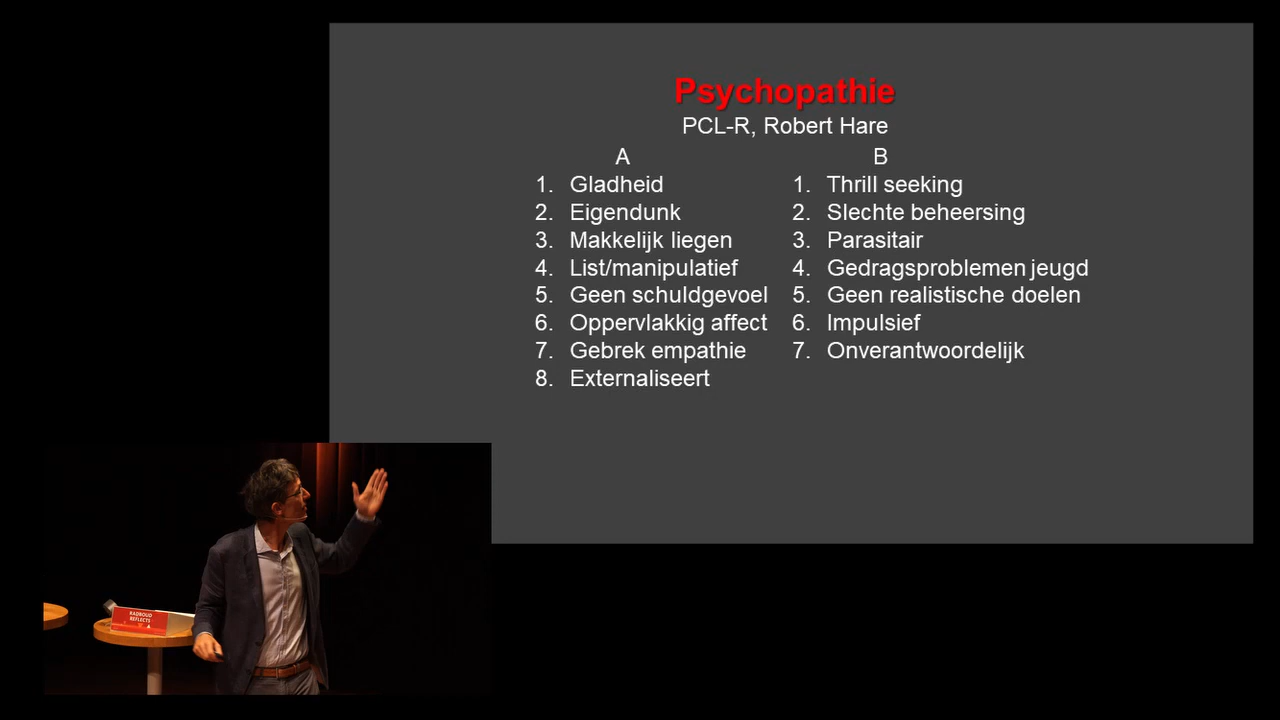 Psychopathie
PCL-R, Robert Hare
A
1. Gladheid
2. Eigendunk
3. Makkelijk liegen
4. List/manipulatief
5. Geen schuldgevoel
6. Oppervlakkig affect
7. Gebrek empathie
8. Externaliseert
B
1. Thrill seeking
2. Slechte beheersing
3. Parasitair
4. Gedragsproblemen jeugd
5. Geen realistische doelen
6. Impulsief
7. Onverantwoordelijk
RADBOUD
REFLECTS